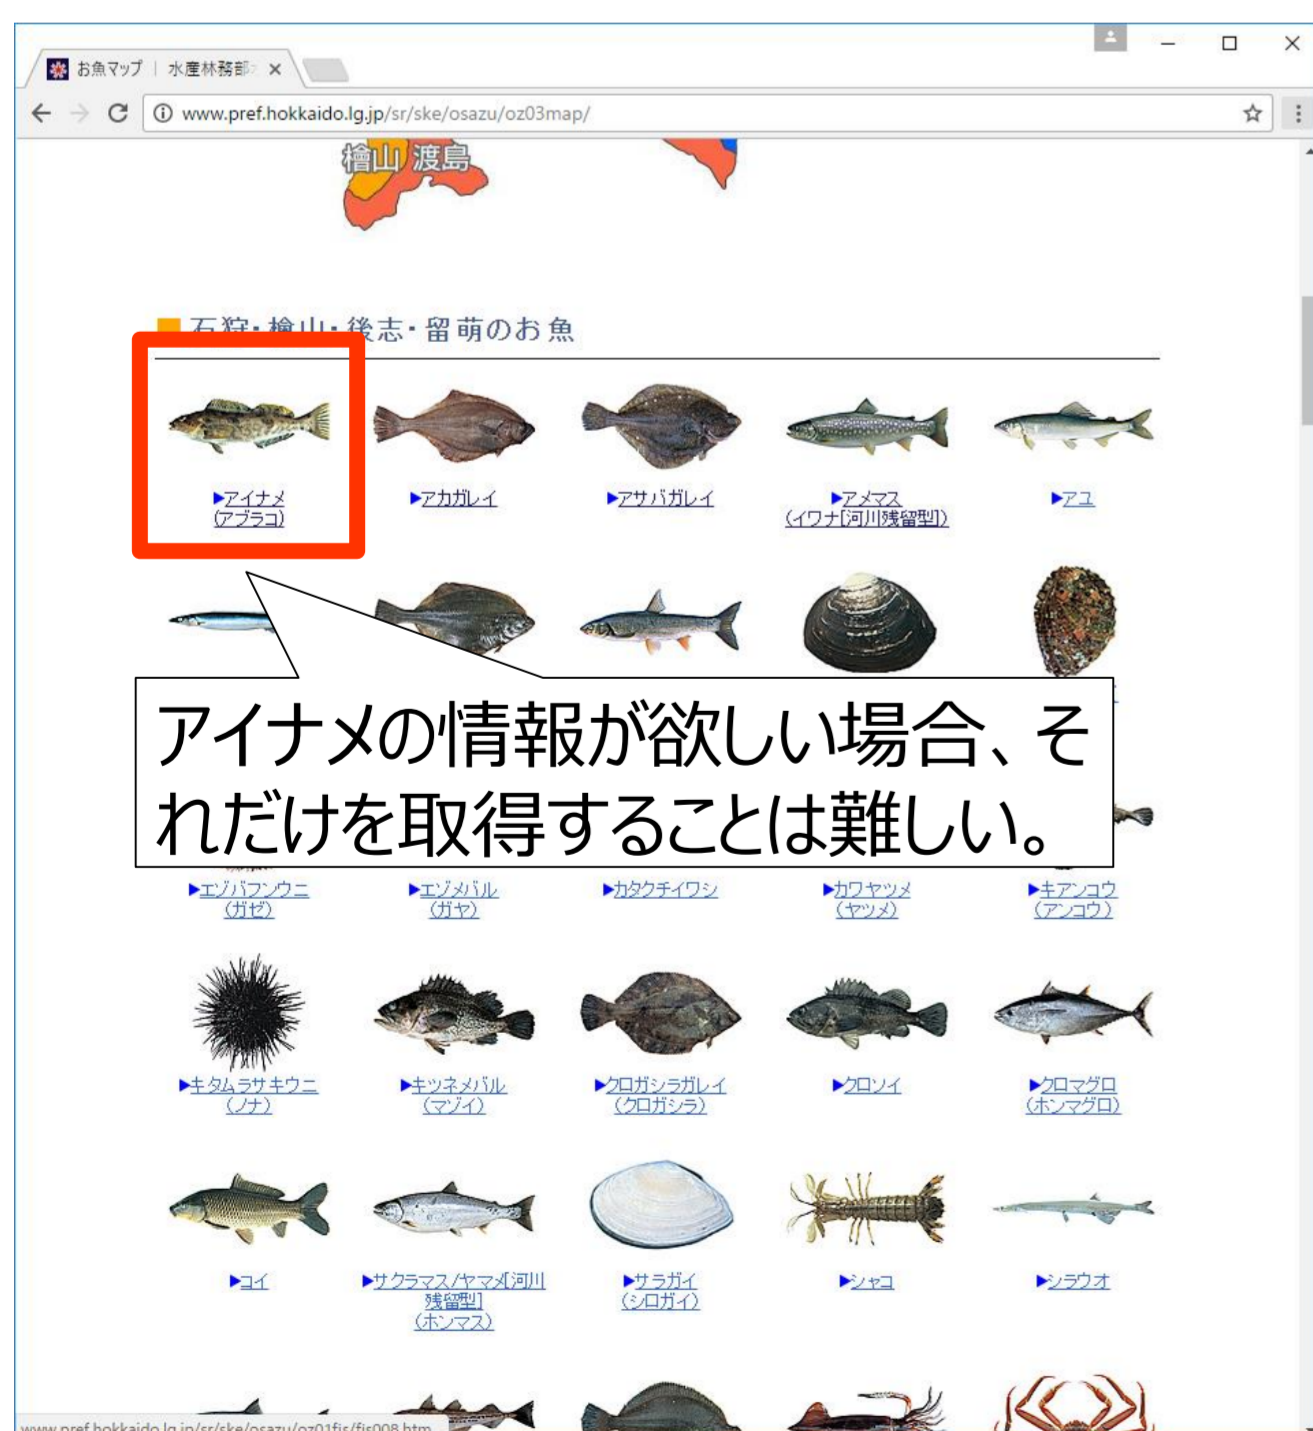 お魚マップ | 水産林務部
www.pref.hokkaido.lg.jp/sr/ske/osazu/oz03map/
檜山 渡島
■石狩・檜山・後志・留萌のお魚
▶アイナメ
(アブラコ)
▶アカガレイ
▶アサバガレイ
▶アメマス
(イワナ[河川残留型])
▶アユ
アイナメの情報が欲しい場合、そ
れだけを取得することは難しい。
▶エゾバフンウニ
(ガゼ)
▶エゾメバル
(ガヤ)
▶カタクチイワシ
▶カワヤツメ
(ヤツメ)
▶キアンコウ
(アンコウ)
▶キタムラサキウニ
(ノナ)
▶キツネメバル
(マゾイ)
▶クロガシラガレイ
(クロガシラ)
▶クロソイ
▶クロマグロ
(ホンマグロ)
▶コイ
▶サクラマス/ヤマメ[河川
残留型]
(ホンマス)
▶サラガイ
(シロガイ)
▶シャコ
▶シラウオ
www.pref.hokkaido.lg.jp/sr/ske/osazu/oz01fis/fis008.htm